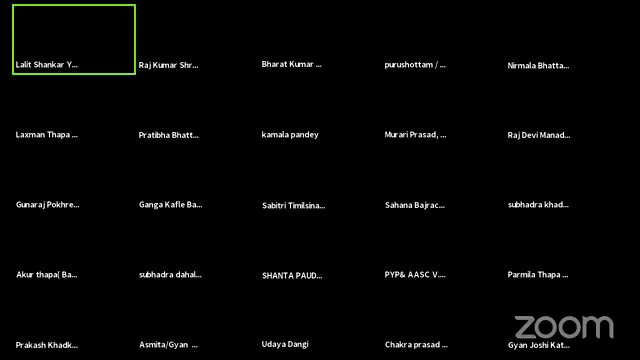 Lalit Shankar Y...
Raj Kumar Shr...
Bharat Kumar ...
purushottam / ...
Nirmala Bhatta...
Laxman Thapa ...
Pratibha Bhatt...
kamala pandey
Murari Prasad, ...
Raj Devi Manad...
Gunaraj Pokhre...
Ganga Kafle Ba...
Sabitri Timilsina...
Sahana Bajrac...
subhadra khad...
Akur thapa( Ba...
subhadra dahal...
SHANTA PAUD...
PYP& AASC V....
Parmila Thapa ...
Prakash Khadk...
Asmita/Gyan ...
Udaya Dangi
Chakra prasad ...
Gyan Joshi Kat...
zoom